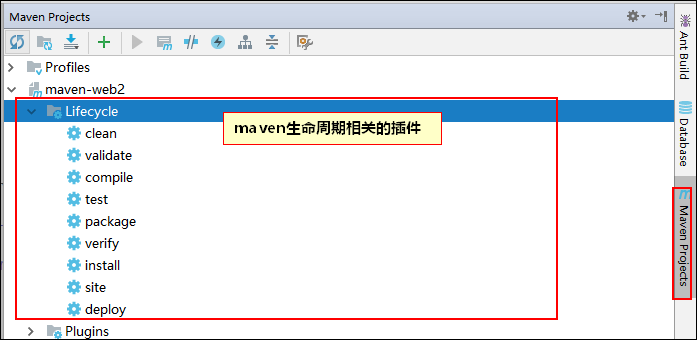 Maven Projects
Profiles
maven-web2
Lifecycle
maven生命周期相关的插件
clean
validate
compile
test
package
verify
install
site
deploy
Plugins
Ant Build
Database
Maven Projects